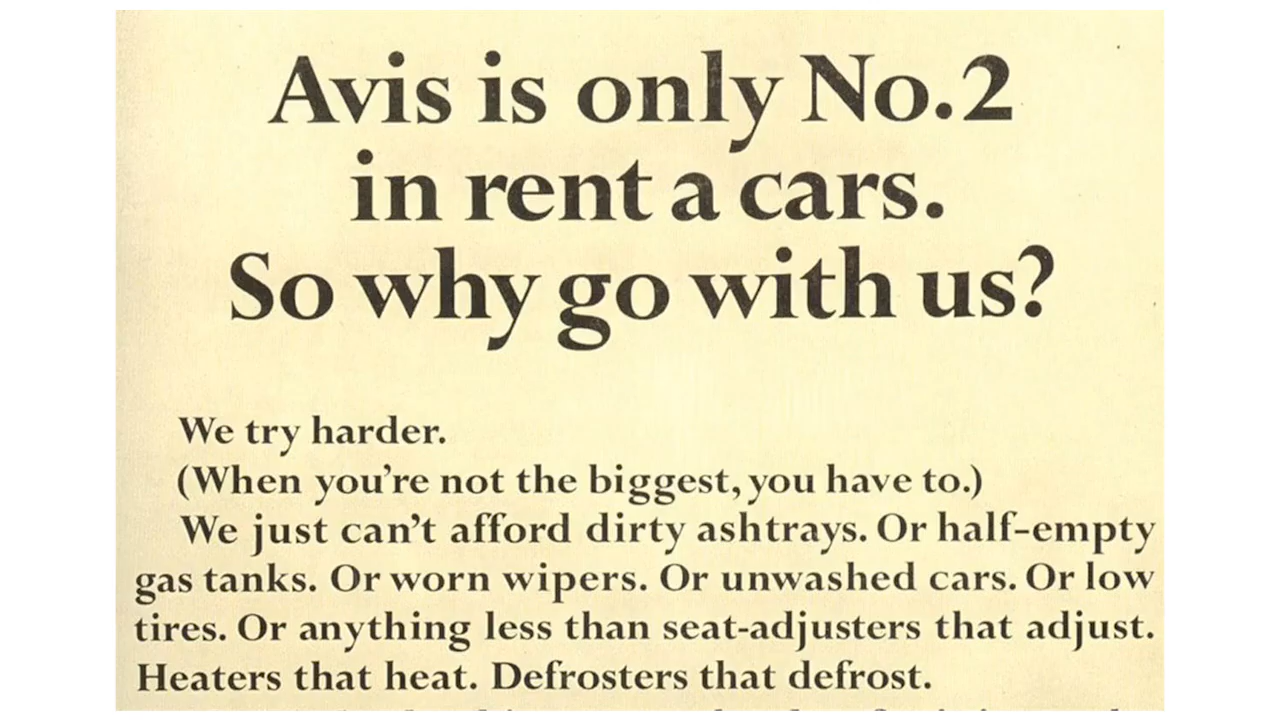 Avis is only No.2
in rent a cars.
So why go with us?
We try harder.
(When you're not the biggest, you have to.)
We just can't afford dirty ashtrays. Or half-empty
gas tanks. Or worn wipers. Or unwashed cars. Or low
tires. Or anything less than seat-adjusters that adjust.
Heaters that heat. Defrosters that defrost.